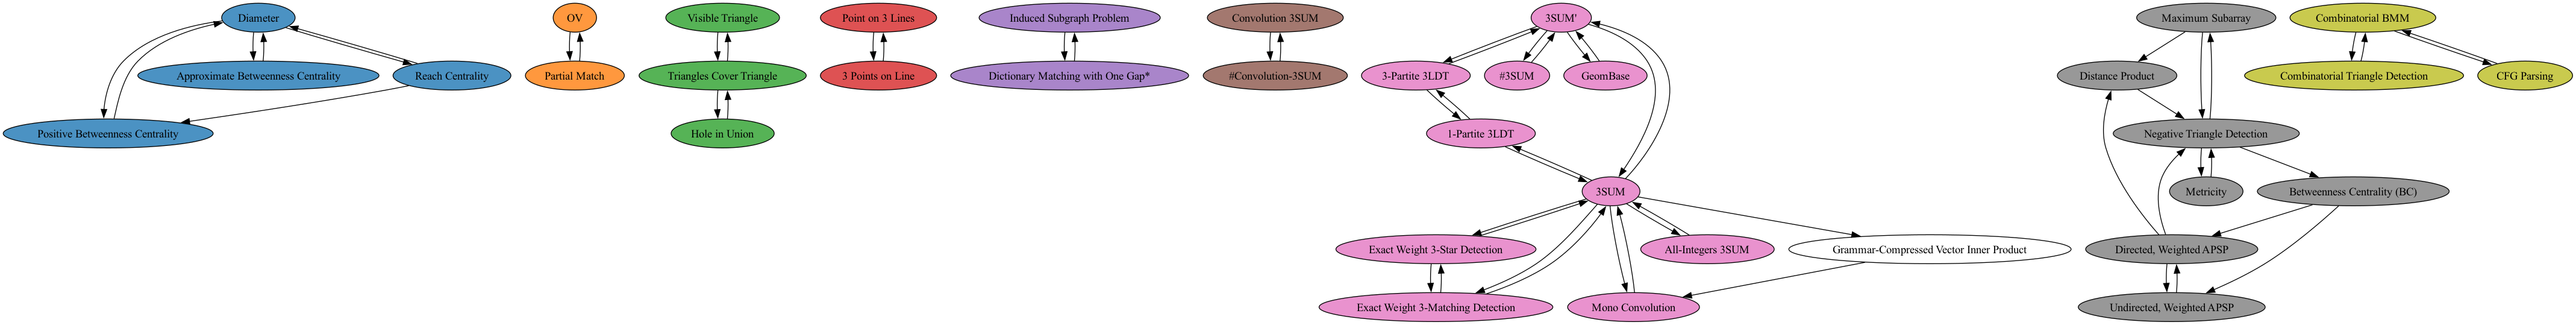 Diameter
OV
Visible Triangle
Point on 3 Lines
Induced Subgraph Problem
Convolution 3SUM
3SUM'
Maximum Subarray
Combinatorial BMM
Approximate Betweenness Centrality
Reach Centrality
Partial Match
Triangles Cover Triangle
3 Points on Line
Dictionary Matching with One Gap*
#Convolution-3SUM
3-Partite 3LDT
#3SUM
GeomBase
Distance Product
Combinatorial Triangle Detection
CFG Parsing
Positive Betweenness Centrality
Hole in Union
1-Partite 3LDT
Negative Triangle Detection
3SUM
Metricity
Betweenness Centrality (BC)
Exact Weight 3-Star Detection
All-Integers 3SUM
Grammar-Compressed Vector Inner Product
Directed, Weighted APSP
Exact Weight 3-Matching Detection
Mono Convolution
Undirected, Weighted APSP